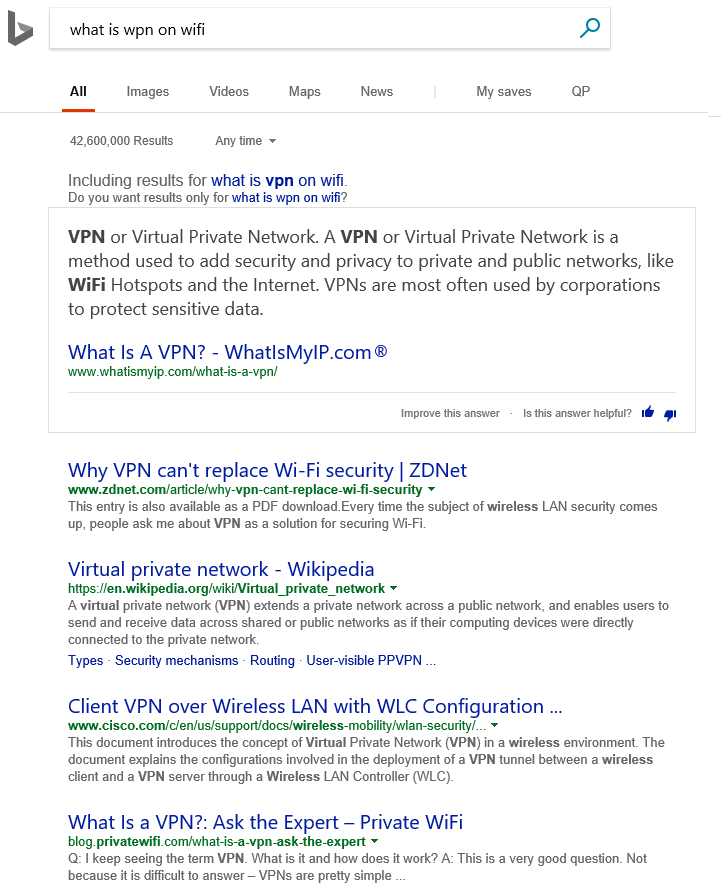 what is wpn on wifi
All Images Videos Maps News | My saves QP
42,600,000 Results Any time
Including results for what is vpn on wifi.
Do you want results only for what is wpn on wifi?
VPN or Virtual Private Network. A VPN or Virtual Private Network is a
method used to add security and privacy to private and public networks, like
WiFi Hotspots and the Internet. VPNs are most often used by corporations
to protect sensitive data.
What Is A VPN? - WhatIsMyIP.com®
www.whatismyip.com/what-is-a-vpn/
Improve this answer · Is this answer helpful?
Why VPN can't replace Wi-Fi security | ZDNet
www.zdnet.com/article/why-vpn-cant-replace-wi-fi-security
This entry is also available as a PDF download.Every time the subject of wireless LAN security comes
up, people ask me about VPN as a solution for securing Wi-Fi.
Virtual private network - Wikipedia
https://en.wikipedia.org/wiki/Virtual_private_network
A virtual private network (VPN) extends a private network across a public network, and enables users to
send and receive data across shared or public networks as if their computing devices were directly
connected to the private network.
Types · Security mechanisms · Routing · User-visible PPVPN ...
Client VPN over Wireless LAN with WLC Configuration ...
www.cisco.com/c/en/us/support/docs/wireless-mobility/wlan-security/...
This document introduces the concept of Virtual Private Network (VPN) in a wireless environment. The
document explains the configurations involved in the deployment of a VPN tunnel between a wireless
client and a VPN server through a Wireless LAN Controller (WLC).
What Is a VPN?: Ask the Expert – Private WiFi
blog.privatewifi.com/what-is-a-vpn-ask-the-expert
Q: I keep seeing the term VPN. What is it and how does it work? A: This is a very good question. Not
because it is difficult to answer – VPNs are pretty simple ...